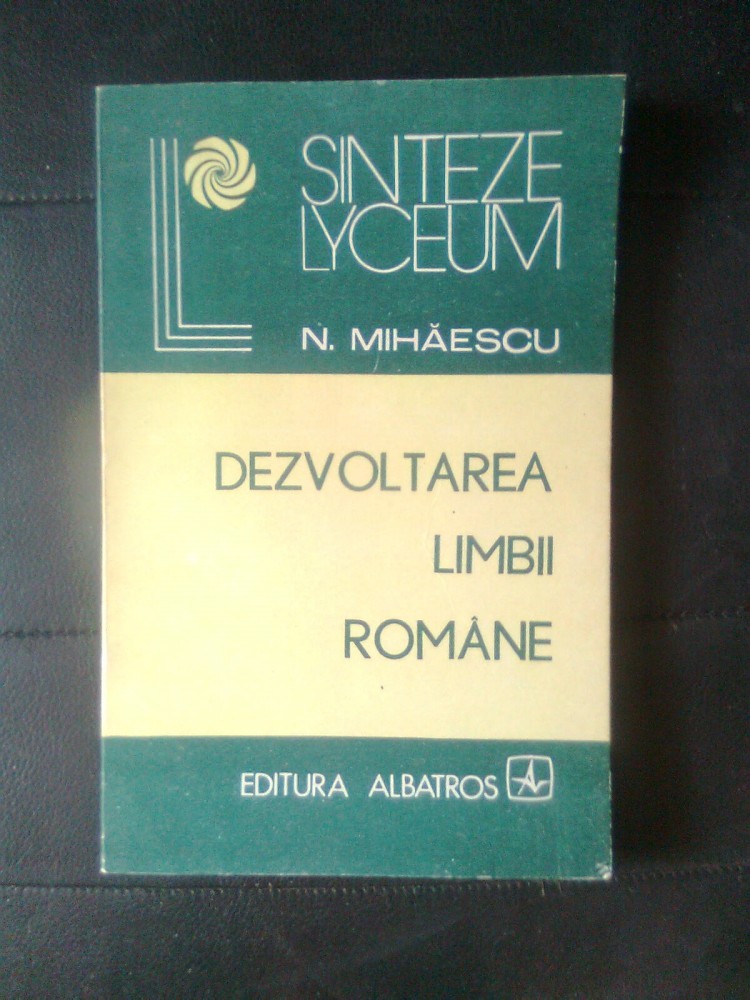 SINTEZE
LYCEUM
N. MIHĂESCU
DEZVOLTAREA
LIMBII
ROMÂNE
EDITURA ALBATROS